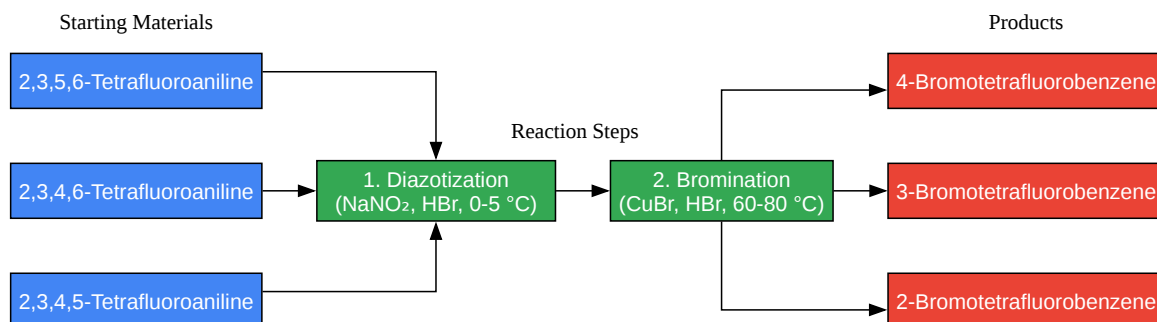 Starting Materials
Products
2,3,5,6-Tetrafluoroaniline
4-Bromotetrafluorobenzene
Reaction Steps
2,3,4,6-Tetrafluoroaniline
1. Diazotization
(NaNO₂, HBr, 0-5 °C)
2. Bromination
(CuBr, HBr, 60-80 °C)
3-Bromotetrafluorobenzene
2,3,4,5-Tetrafluoroaniline
2-Bromotetrafluorobenzene